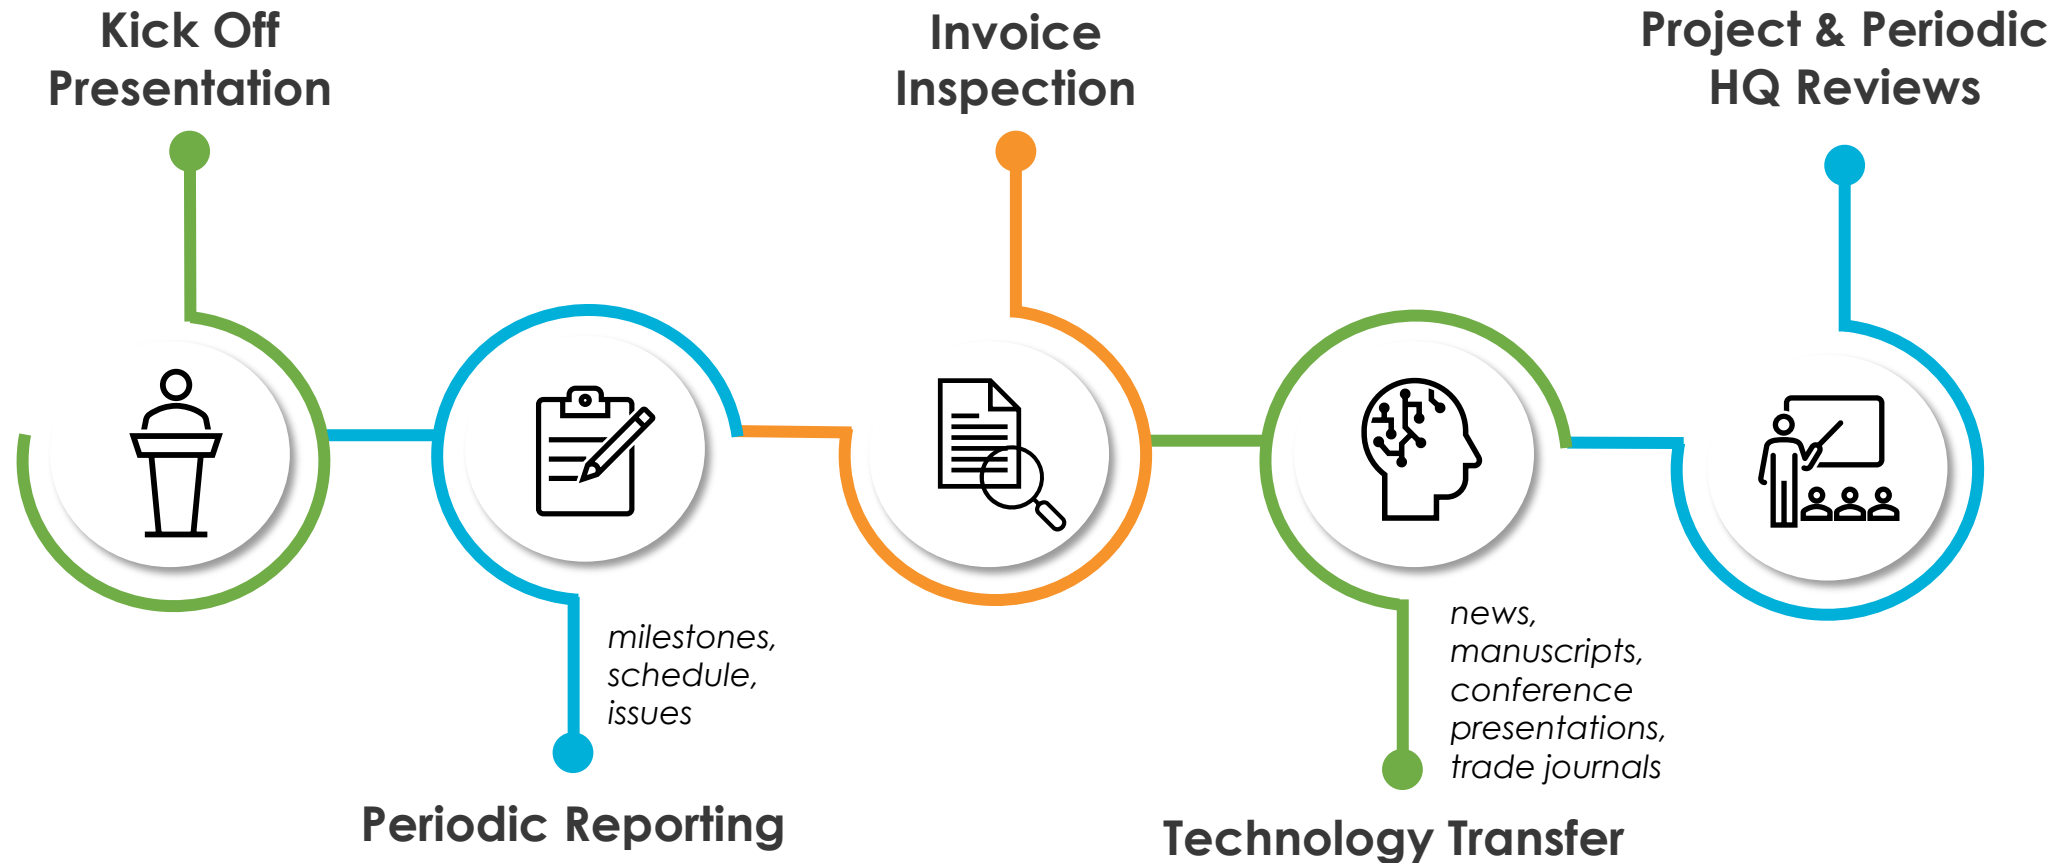 Kick Off
Presentation
milestones,
schedule,
issues
Periodic Reporting
Invoice
Inspection
news,
manuscripts,
conference
presentations,
trade journals
Technology Transfer
Project & Periodic
HQ Reviews